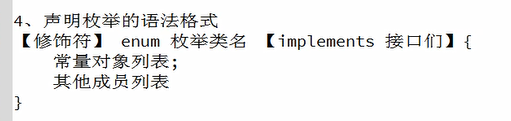 4、声明枚举的语法格式
【修饰符】 enum 枚举类名 【implements 接口们】{
    常量对象列表;
    其他成员列表
}